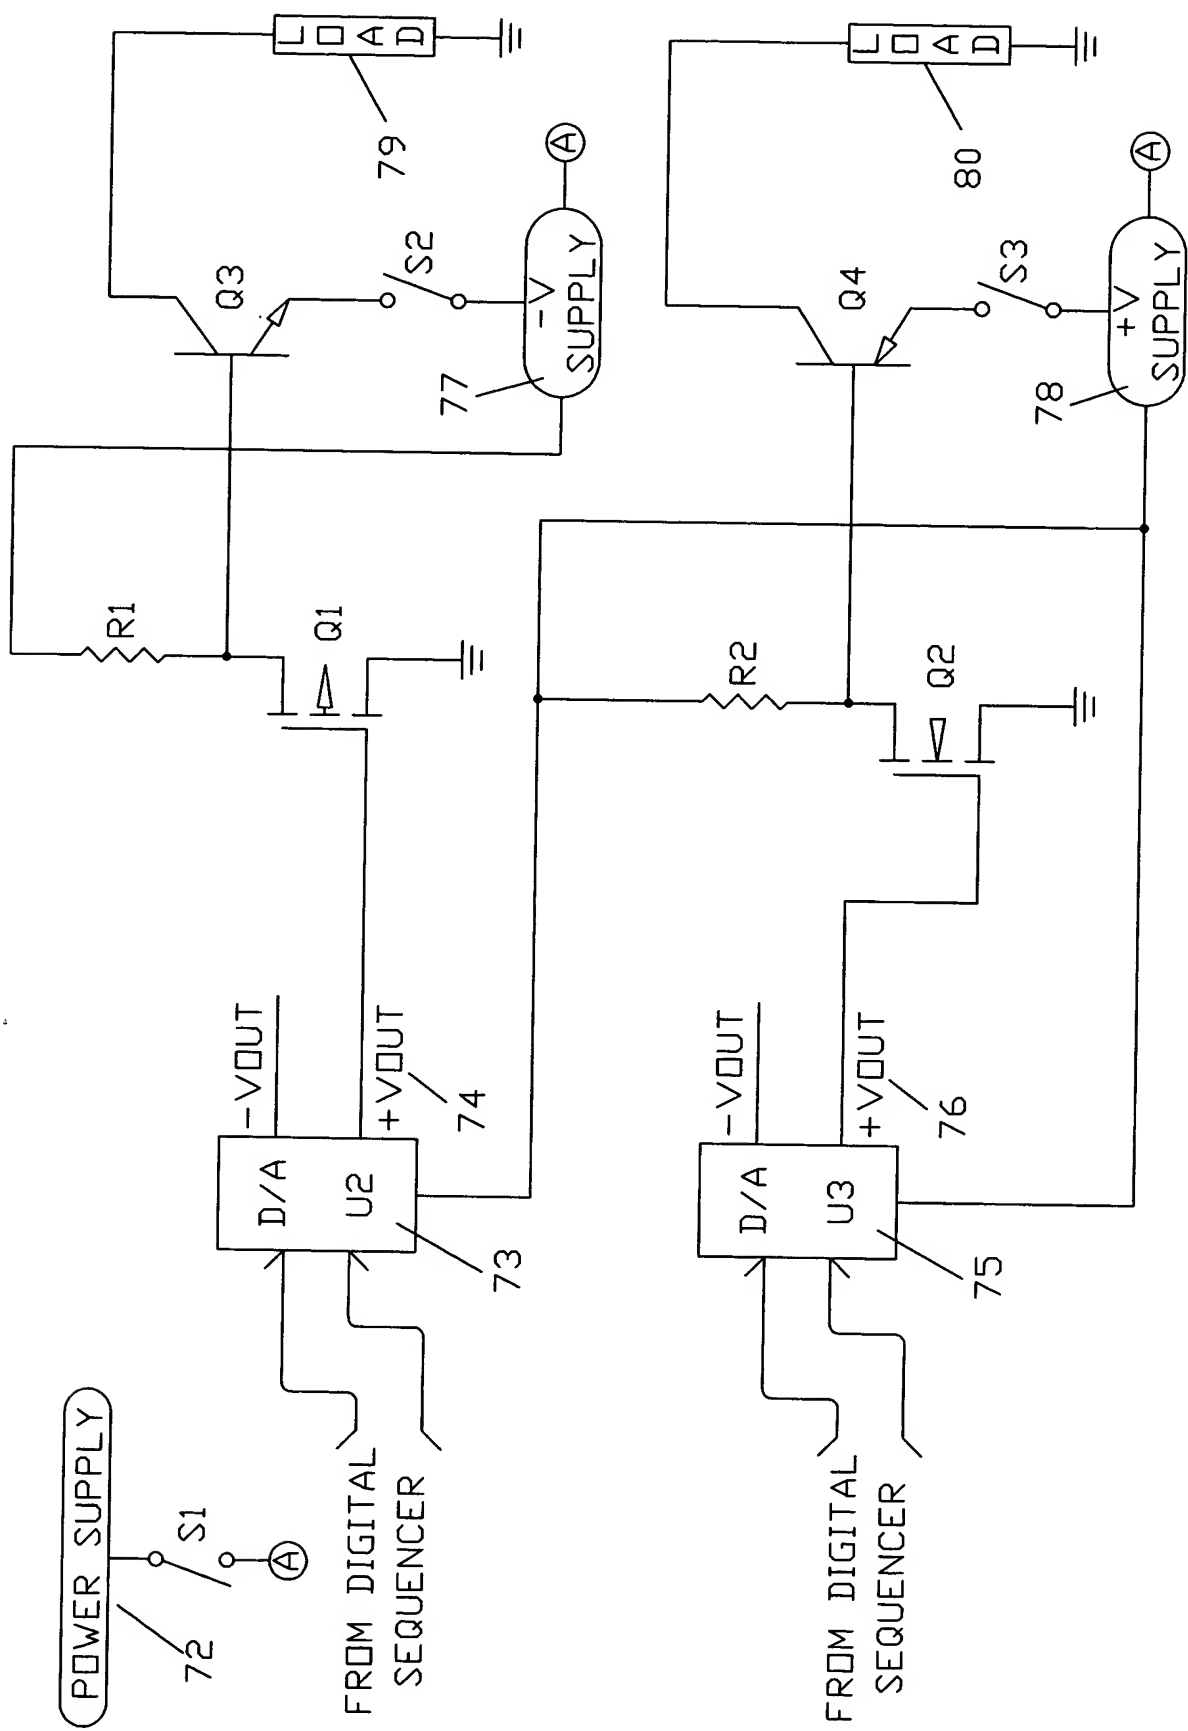 POWER SUPPLY
72
S1
A
FROM DIGITAL
SEQUENCER
D/A
U2
73
-VOUT
+VOUT
74
R1
Q1
Q3
S2
-V
SUPPLY
77
A
LOAD
79
FROM DIGITAL
SEQUENCER
D/A
U3
75
-VOUT
+VOUT
76
R2
Q2
Q4
S3
+V
SUPPLY
78
A
LOAD
80